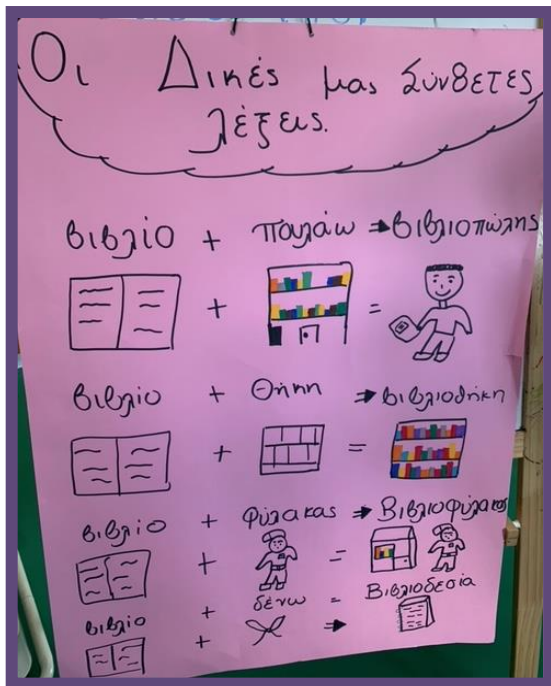 Οι Δικές μας Σύνθετες
λέξεις.
βιβλίο + πουλάω ⇒ βιβλιοπώλης
+ =
βιβλίο + Θήκη ⇒ βιβλιοθήκη
+ =
βιβλίο + φύλακας ⇒ Βιβλιοφύλακας
+ =
βιβλίο + δένω = Βιβλιοδεσία
+ ⇒